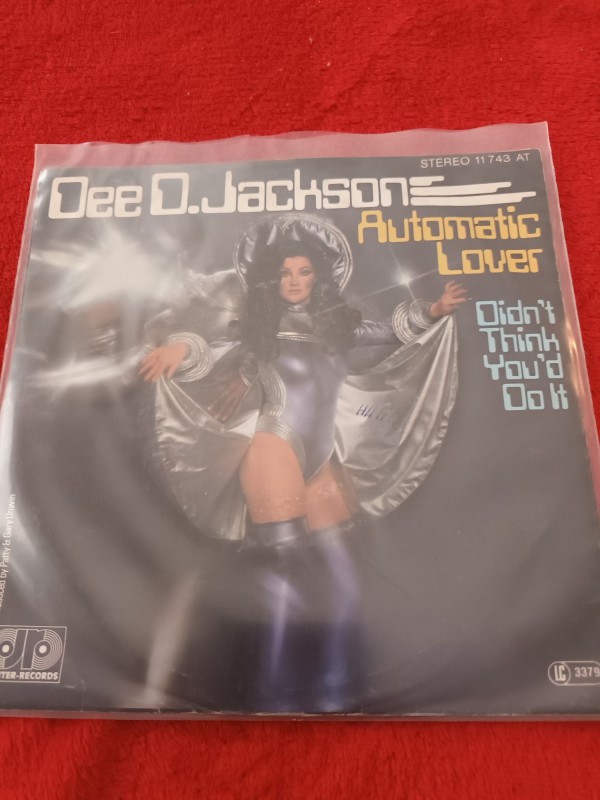 STEREO 11 743 AT
Dee D. Jackson
Automatic
Lover
Didn't
Think
You'd
Do It
by Patty & Gary Unwin
-RECORDS
LC 3379